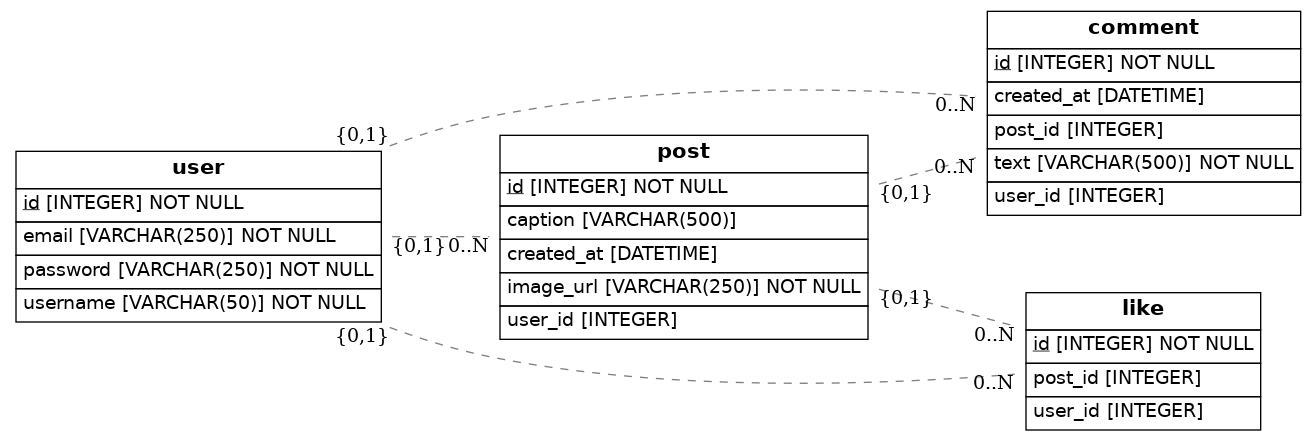 user
id [INTEGER] NOT NULL
email [VARCHAR(250)] NOT NULL
password [VARCHAR(250)] NOT NULL
username [VARCHAR(50)] NOT NULL
{0,1}
{0,1}
0..N
{0,1}
post
id [INTEGER] NOT NULL
caption [VARCHAR(500)]
created_at [DATETIME]
image_url [VARCHAR(250)] NOT NULL
user_id [INTEGER]
{0,1}
{0,1}
0..N
0..N
comment
id [INTEGER] NOT NULL
created_at [DATETIME]
post_id [INTEGER]
text [VARCHAR(500)] NOT NULL
user_id [INTEGER]
0..N
0..N
like
id [INTEGER] NOT NULL
post_id [INTEGER]
user_id [INTEGER]